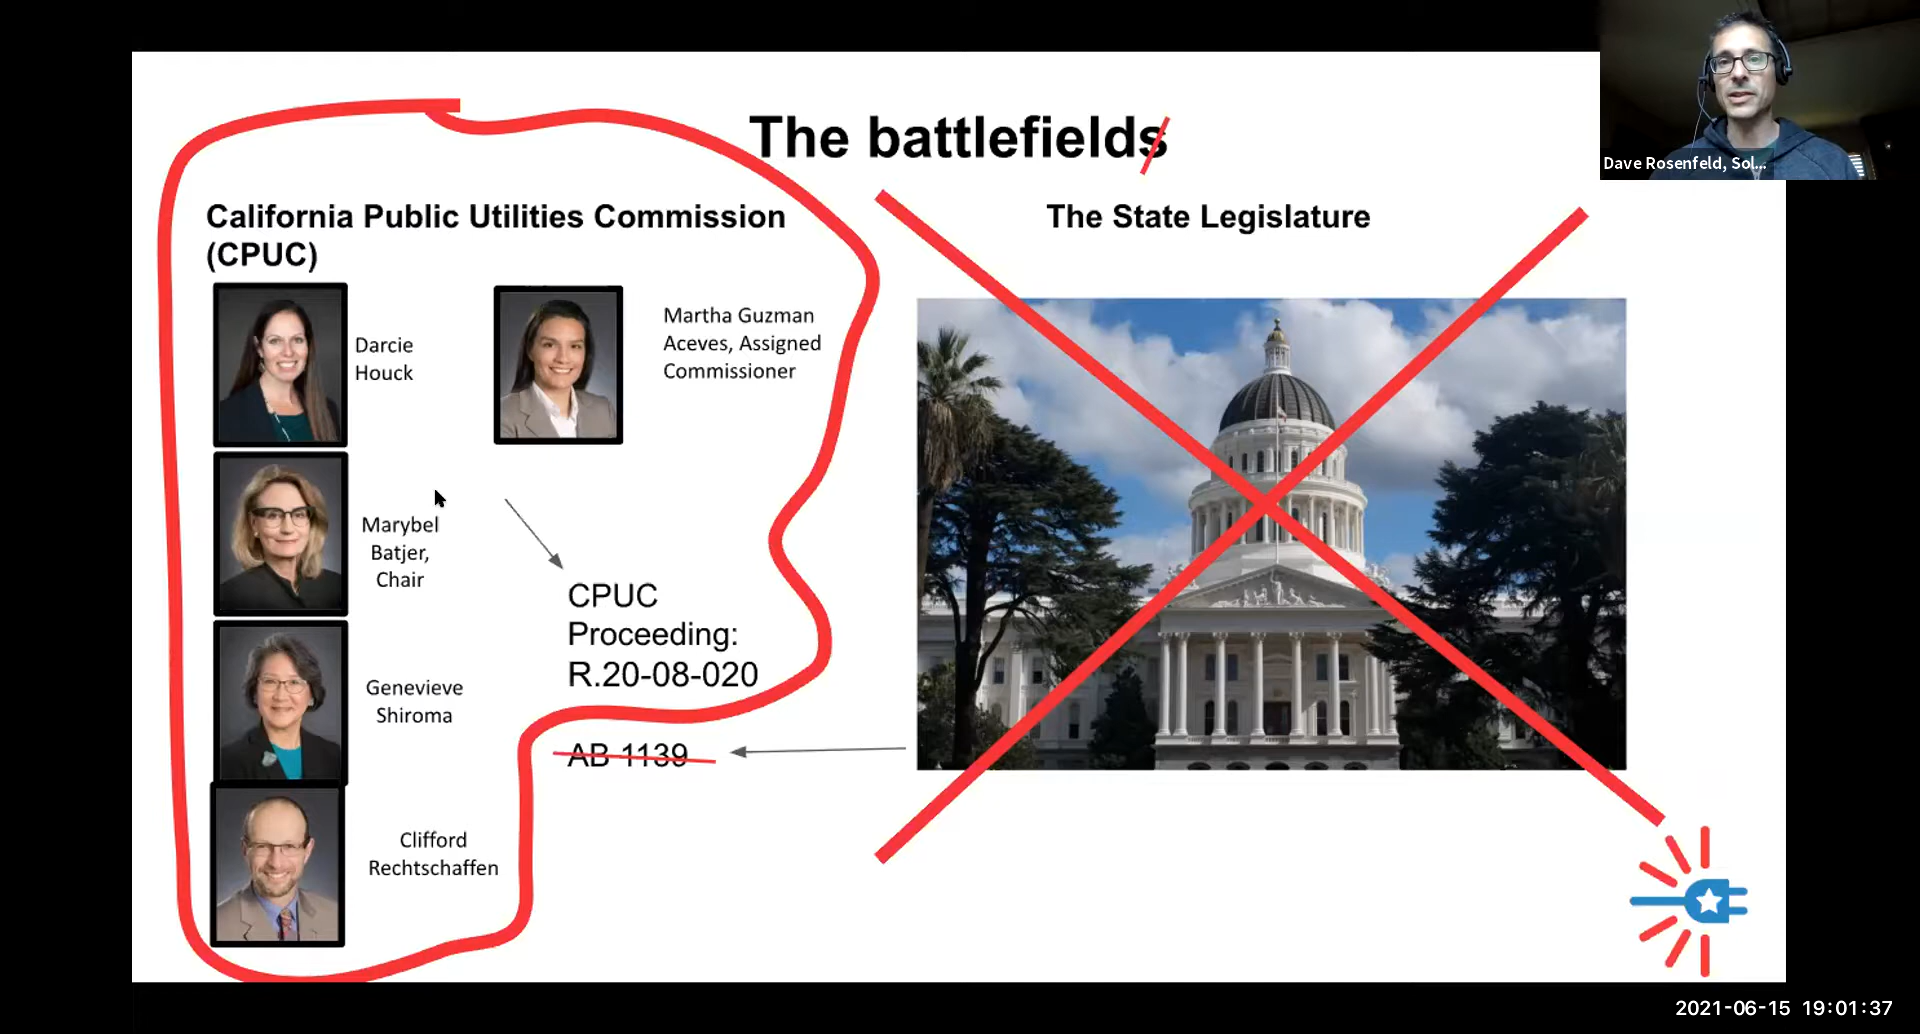 The battlefields
Dave Rosenfeld, Sol...
California Public Utilities Commission
(CPUC)
The State Legislature
Darcie
Houck
Martha Guzman
Aceves, Assigned
Commissioner
Marybel
Batjer,
Chair
CPUC
Proceeding:
R.20-08-020
Genevieve
Shiroma
AB 1139
Clifford
Rechtschaffen
2021-06-15 19:01:37